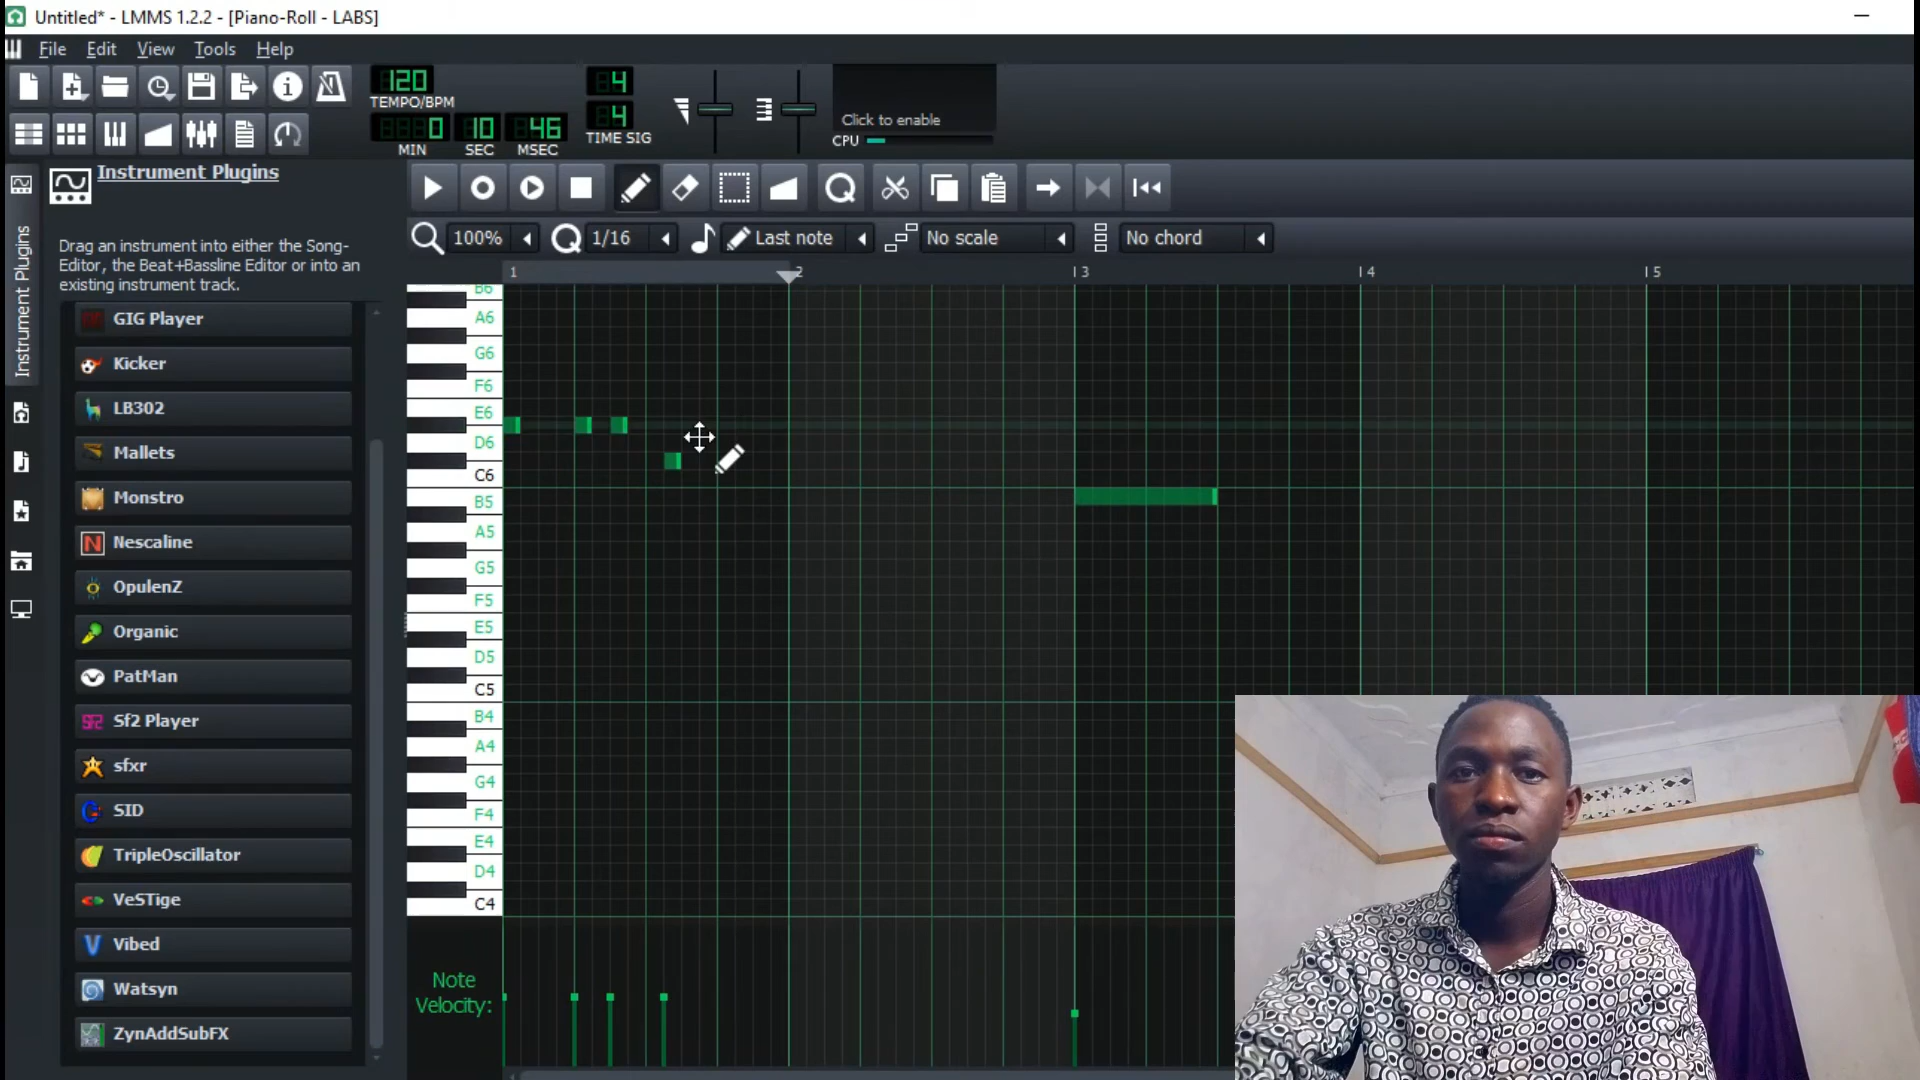 Untitled* - LMMS 1.2.2 - [Piano-Roll - LABS]
File Edit View Tools Help
120
TEMPO/BPM
0 10 46
MIN SEC MSEC
4
4
TIME SIG
Click to enable
CPU
Instrument Plugins
Instrument Plugins
Drag an instrument into either the Song-
Editor, the Beat+Bassline Editor or into an
existing instrument track.
GIG Player
Kicker
LB302
Mallets
Monstro
Nescaline
OpulenZ
Organic
PatMan
Sf2 Player
sfxr
SID
TripleOscillator
VeSTige
Vibed
Watsyn
ZynAddSubFX
100% Q 1/16 Last note No scale No chord
1 2 3 4 5
B6
A6
G6
F6
E6
D6
C6
B5
A5
G5
F5
E5
D5
C5
B4
A4
G4
F4
E4
D4
C4
Note
Velocity: